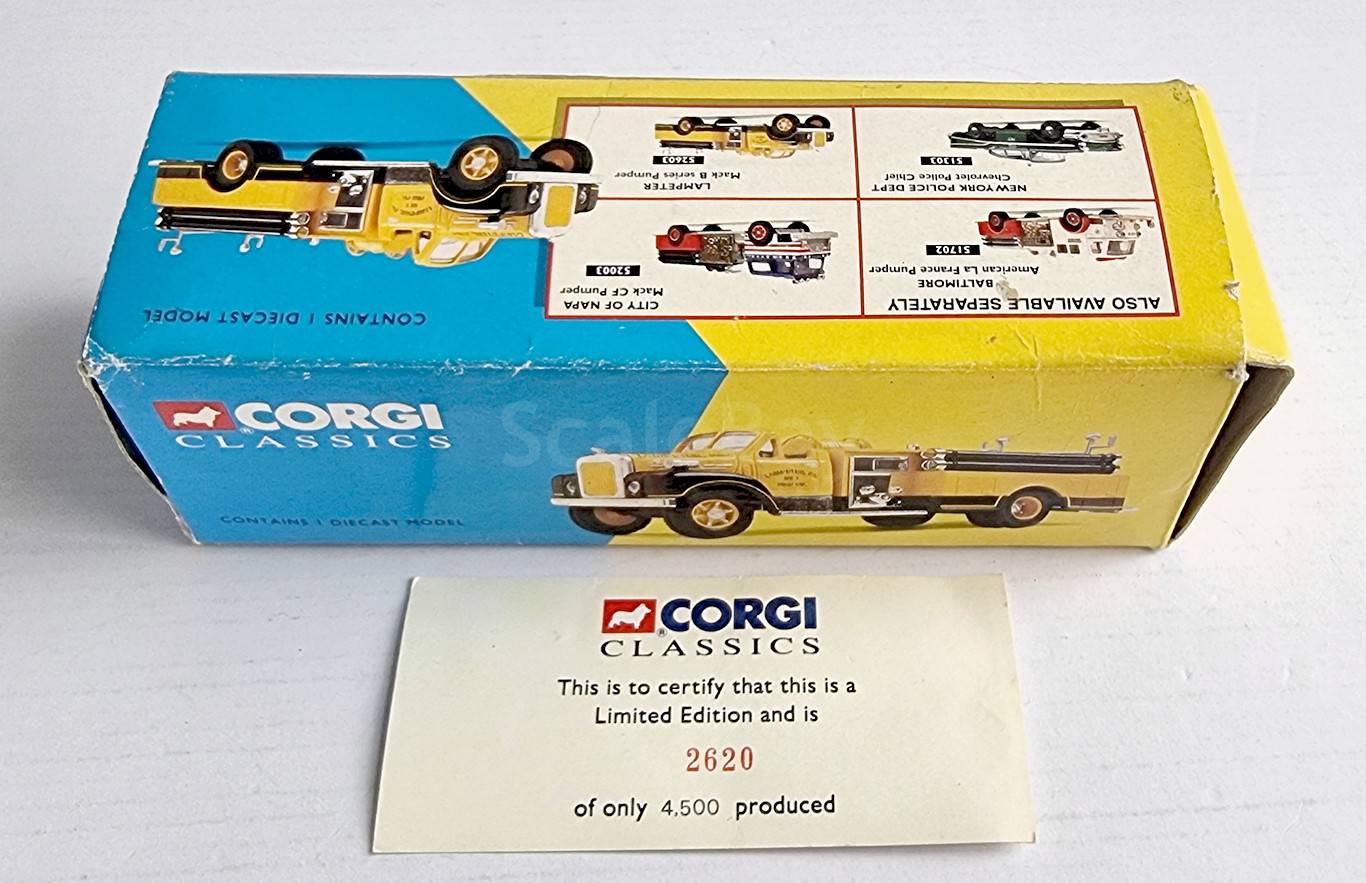 ALSO AVAILABLE SEPARATELY
BALTIMORE
American La France Pumper
51702
CITY OF NAPA
Mack CF Pumper
52003
NEW YORK POLICE DEPT
Chevrolet Police Chief
51303
LAMPETER
Mack B series Pumper
52603
CONTAINS 1 DIECAST MODEL
CORGI
CLASSICS
CONTAINS 1 DIECAST MODEL
ScaleBay
CORGI®
CLASSICS
This is to certify that this is a
Limited Edition and is
2620
of only 4,500 produced